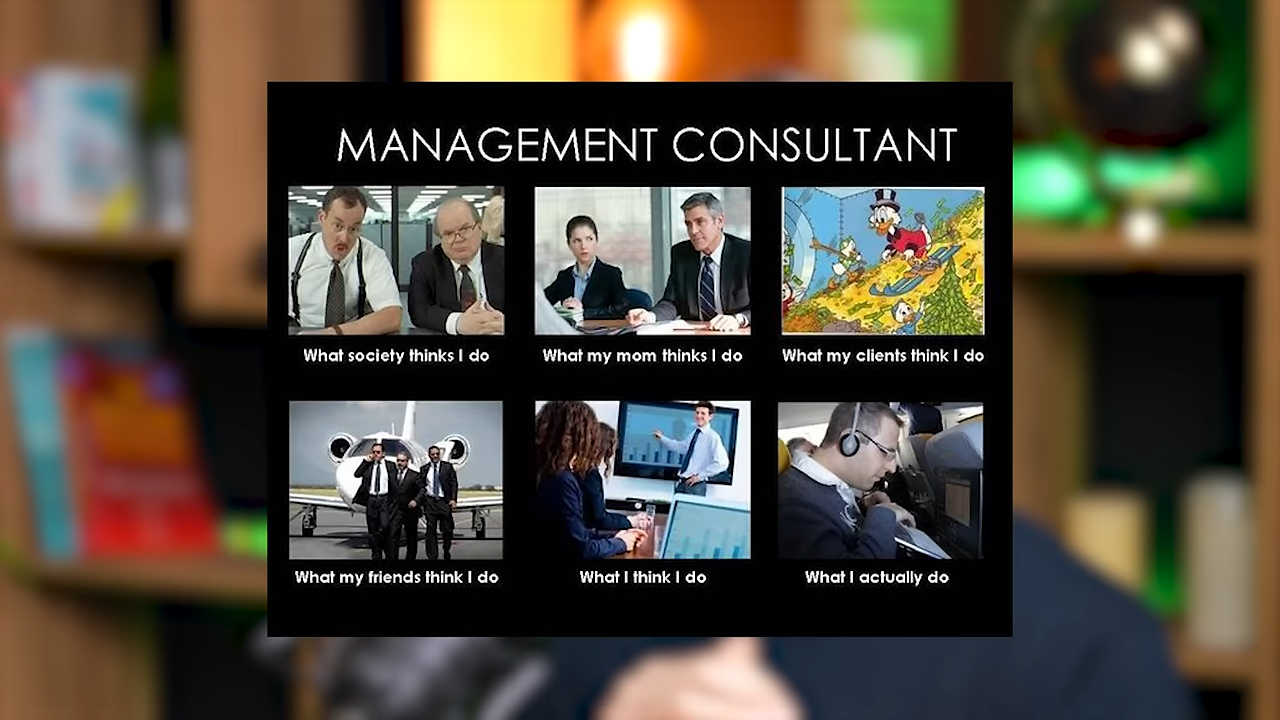 MANAGEMENT CONSULTANT
What society thinks I do
What my mom thinks I do
What my clients think I do
What my friends think I do
What I think I do
What I actually do